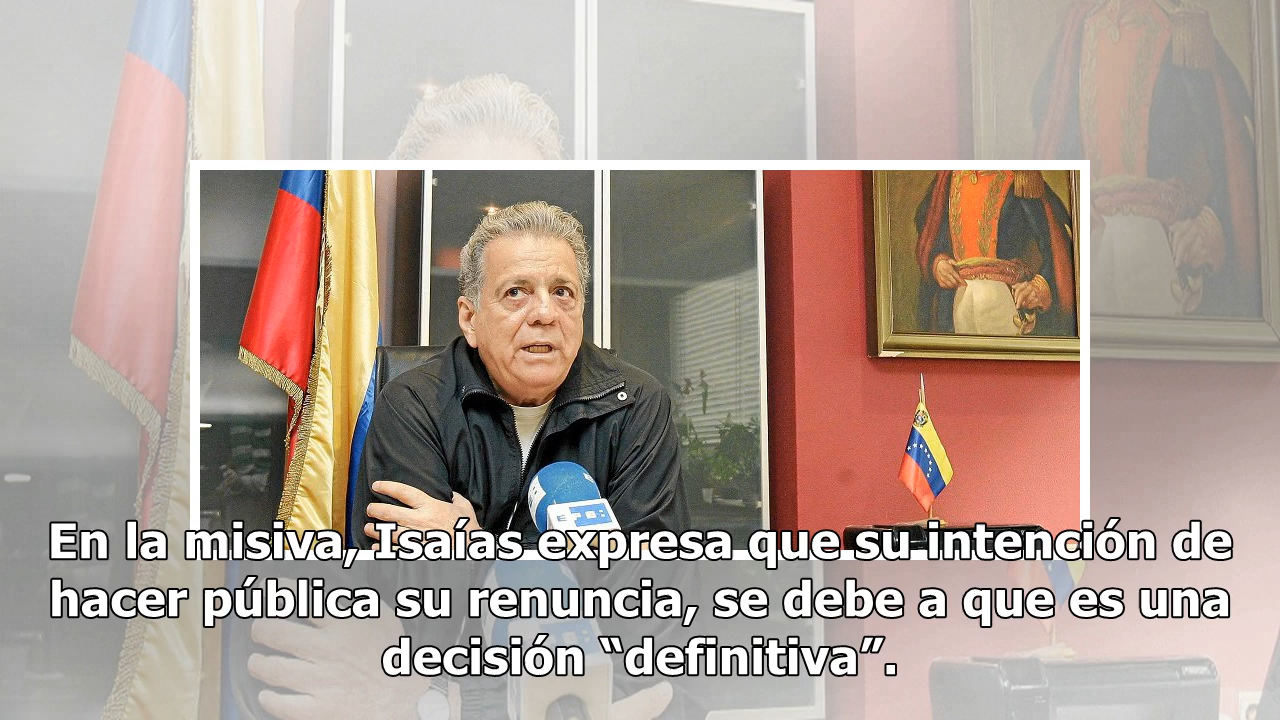 En la misiva, Isaías expresa que su intención de
hacer pública su renuncia, se debe a que es una
decisión “definitiva”.